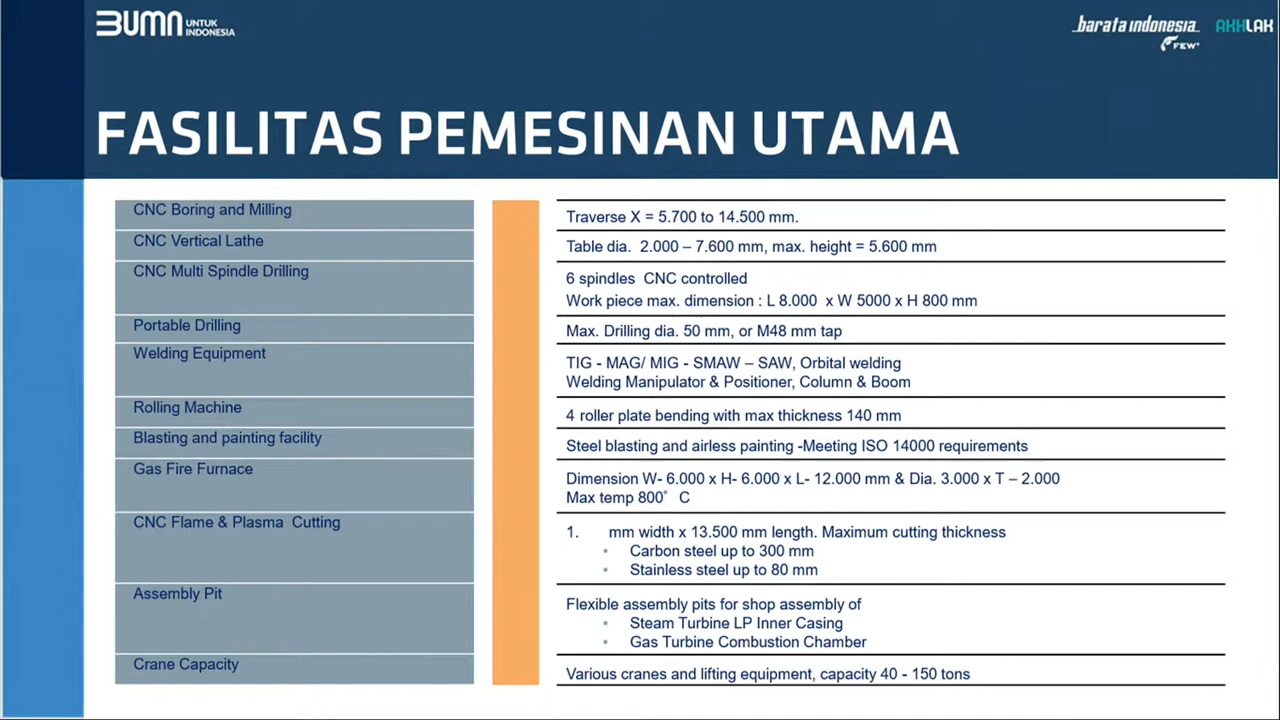 BUMN UNTUK
INDONESIA
barata indonesia
FEW
AKHLAK
FASILITAS PEMESINAN UTAMA
CNC Boring and Milling
Traverse X = 5.700 to 14.500 mm.
CNC Vertical Lathe
Table dia. 2.000 – 7.600 mm, max. height = 5.600 mm
CNC Multi Spindle Drilling
6 spindles CNC controlled
Work piece max. dimension : L 8.000 x W 5000 x H 800 mm
Portable Drilling
Max. Drilling dia. 50 mm, or M48 mm tap
Welding Equipment
TIG - MAG/ MIG - SMAW – SAW, Orbital welding
Welding Manipulator & Positioner, Column & Boom
Rolling Machine
4 roller plate bending with max thickness 140 mm
Blasting and painting facility
Steel blasting and airless painting -Meeting ISO 14000 requirements
Gas Fire Furnace
Dimension W- 6.000 x H- 6.000 x L- 12.000 mm & Dia. 3.000 x T – 2.000
Max temp 800° C
CNC Flame & Plasma Cutting
1. mm width x 13.500 mm length. Maximum cutting thickness
• Carbon steel up to 300 mm
• Stainless steel up to 80 mm
Assembly Pit
Flexible assembly pits for shop assembly of
• Steam Turbine LP Inner Casing
• Gas Turbine Combustion Chamber
Crane Capacity
Various cranes and lifting equipment, capacity 40 - 150 tons